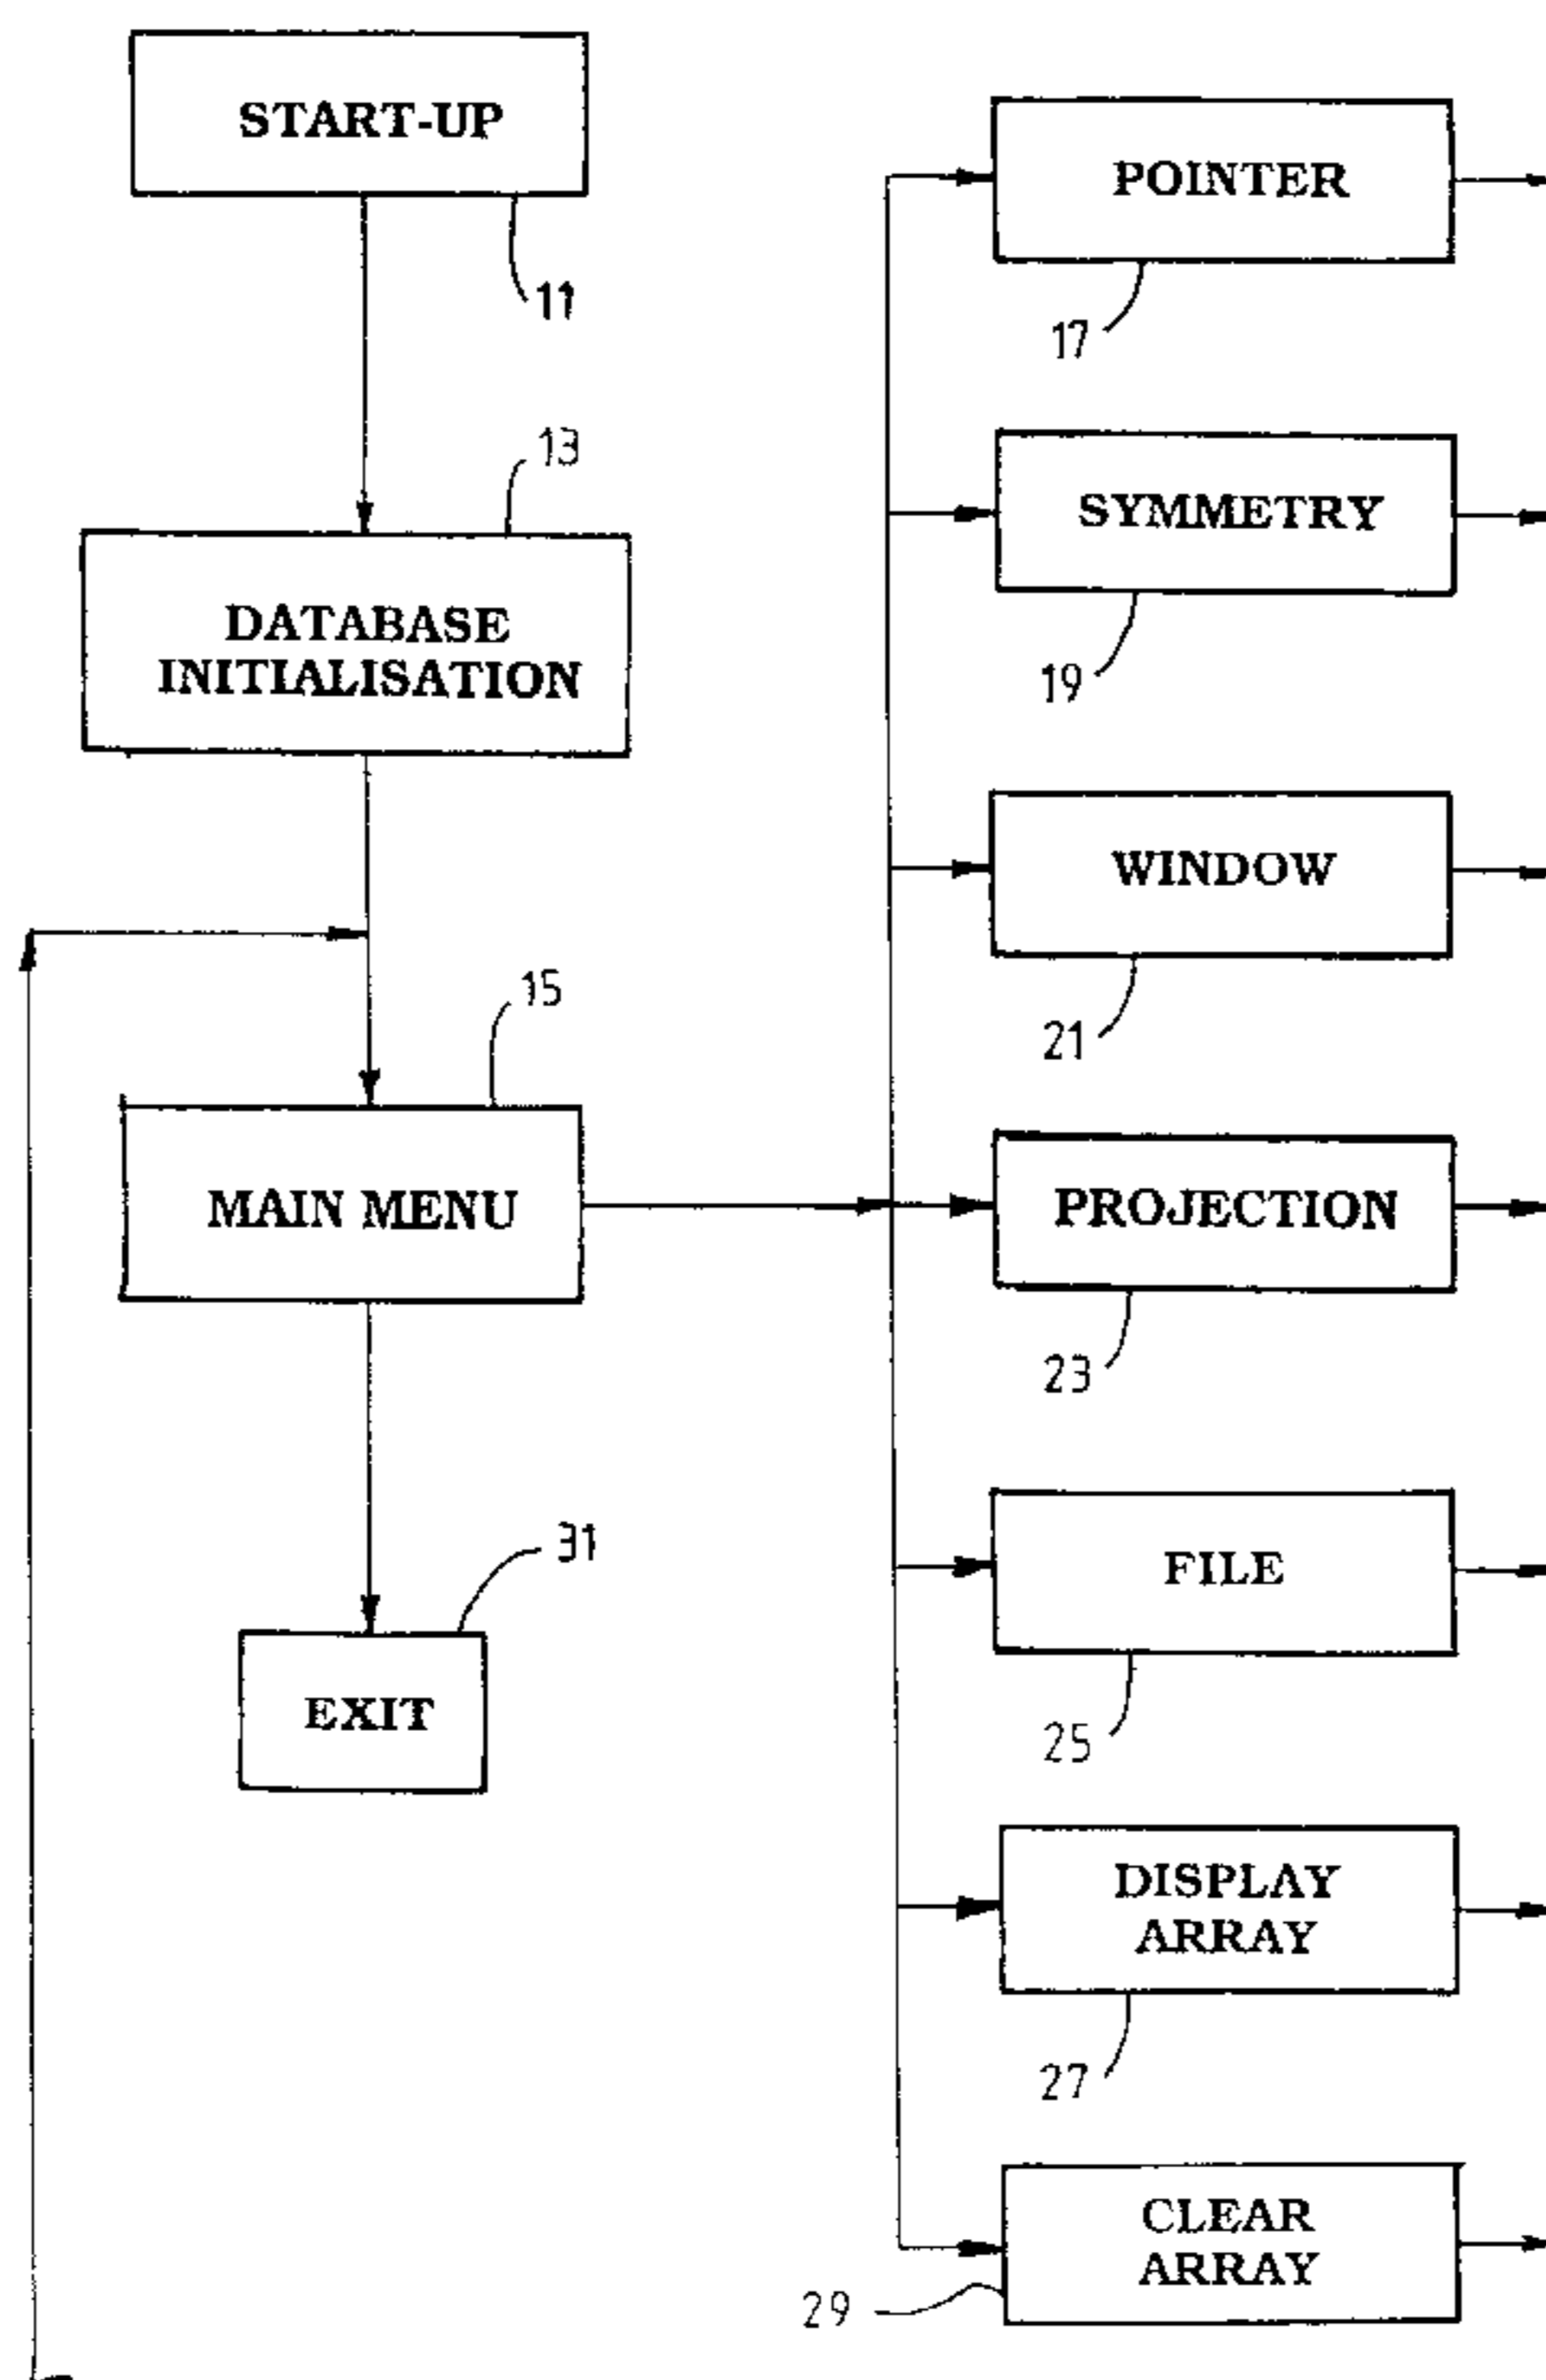 START-UP
11
13
DATABASE
INITIALISATION
15
MAIN MENU
31
EXIT
POINTER
17
SYMMETRY
19
WINDOW
21
PROJECTION
23
FILE
25
DISPLAY
ARRAY
27
CLEAR
ARRAY
29